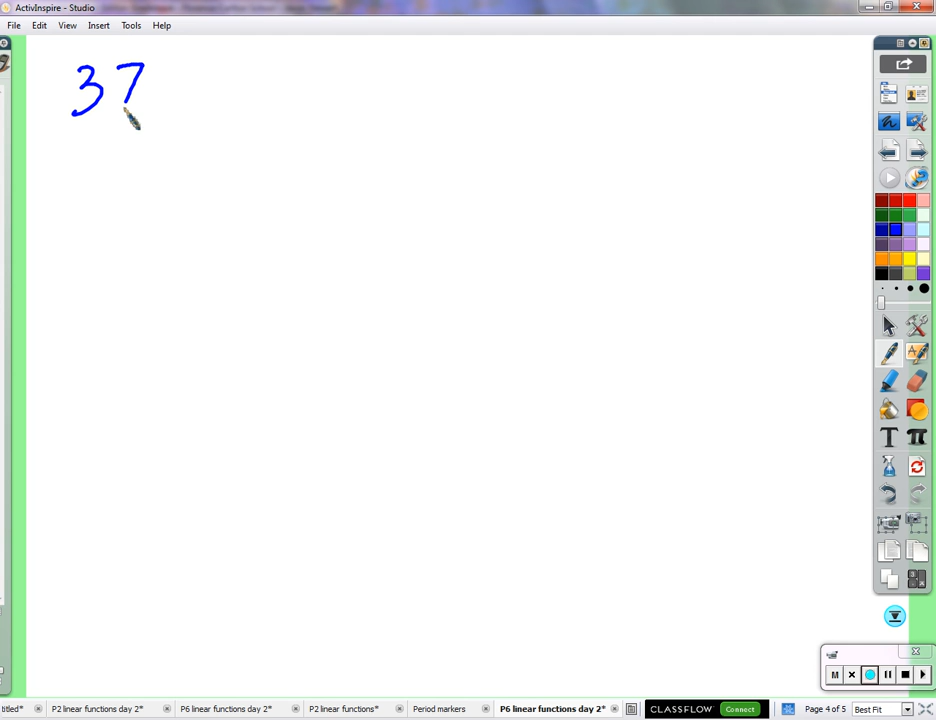 ActivInspire - Studio
File Edit View Insert Tools Help
37
M
titled* P2 linear functions day 2* P6 linear functions day 2* P2 linear functions* Period markers P6 linear functions day 2* CLASSFLOW Connect Page 4 of 5 Best Fit